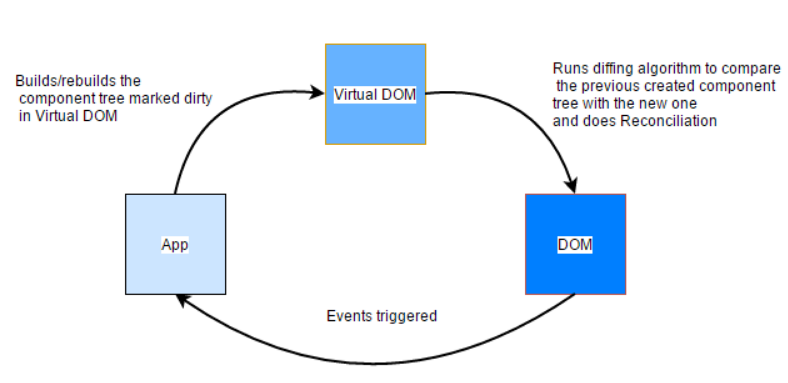 Builds/rebuilds the
component tree marked dirty
in Virtual DOM
Virtual DOM
Runs diffing algorithm to compare
the previous created component
tree with the new one
and does Reconciliation
App
DOM
Events triggered